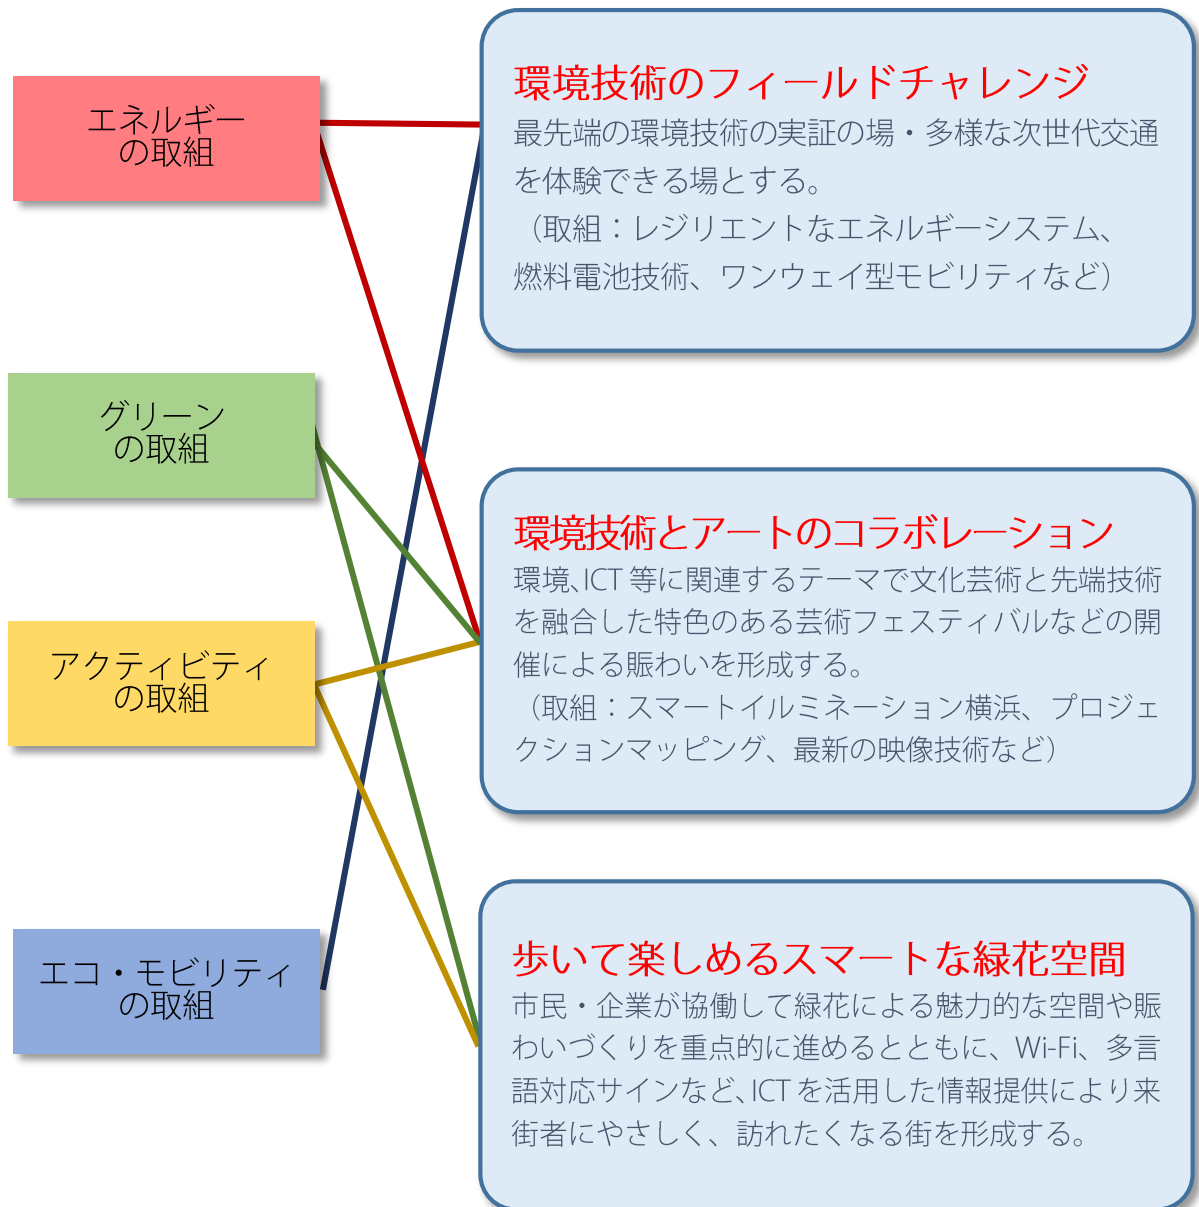 エネルギー
の取組
グリーン
の取組
アクティビティ
の取組
エコ・モビリティ
の取組
環境技術のフィールドチャレンジ
最先端の環境技術の実証の場・多様な次世代交通
を体験できる場とする。
（取組：レジリエントなエネルギーシステム、
燃料電池技術、ワンウェイ型モビリティなど）
環境技術とアートのコラボレーション
環境、ICT 等に関連するテーマで文化芸術と先端技術
を融合した特色のある芸術フェスティバルなどの開
催による賑わいを形成する。
（取組：スマートイルミネーション横浜、プロジェ
クションマッピング、最新の映像技術など）
歩いて楽しめるスマートな緑花空間
市民・企業が協働して緑花による魅力的な空間や賑
わいづくりを重点的に進めるとともに、Wi-Fi、多言
語対応サインなど、ICT を活用した情報提供により来
街者にやさしく、訪れたくなる街を形成する。